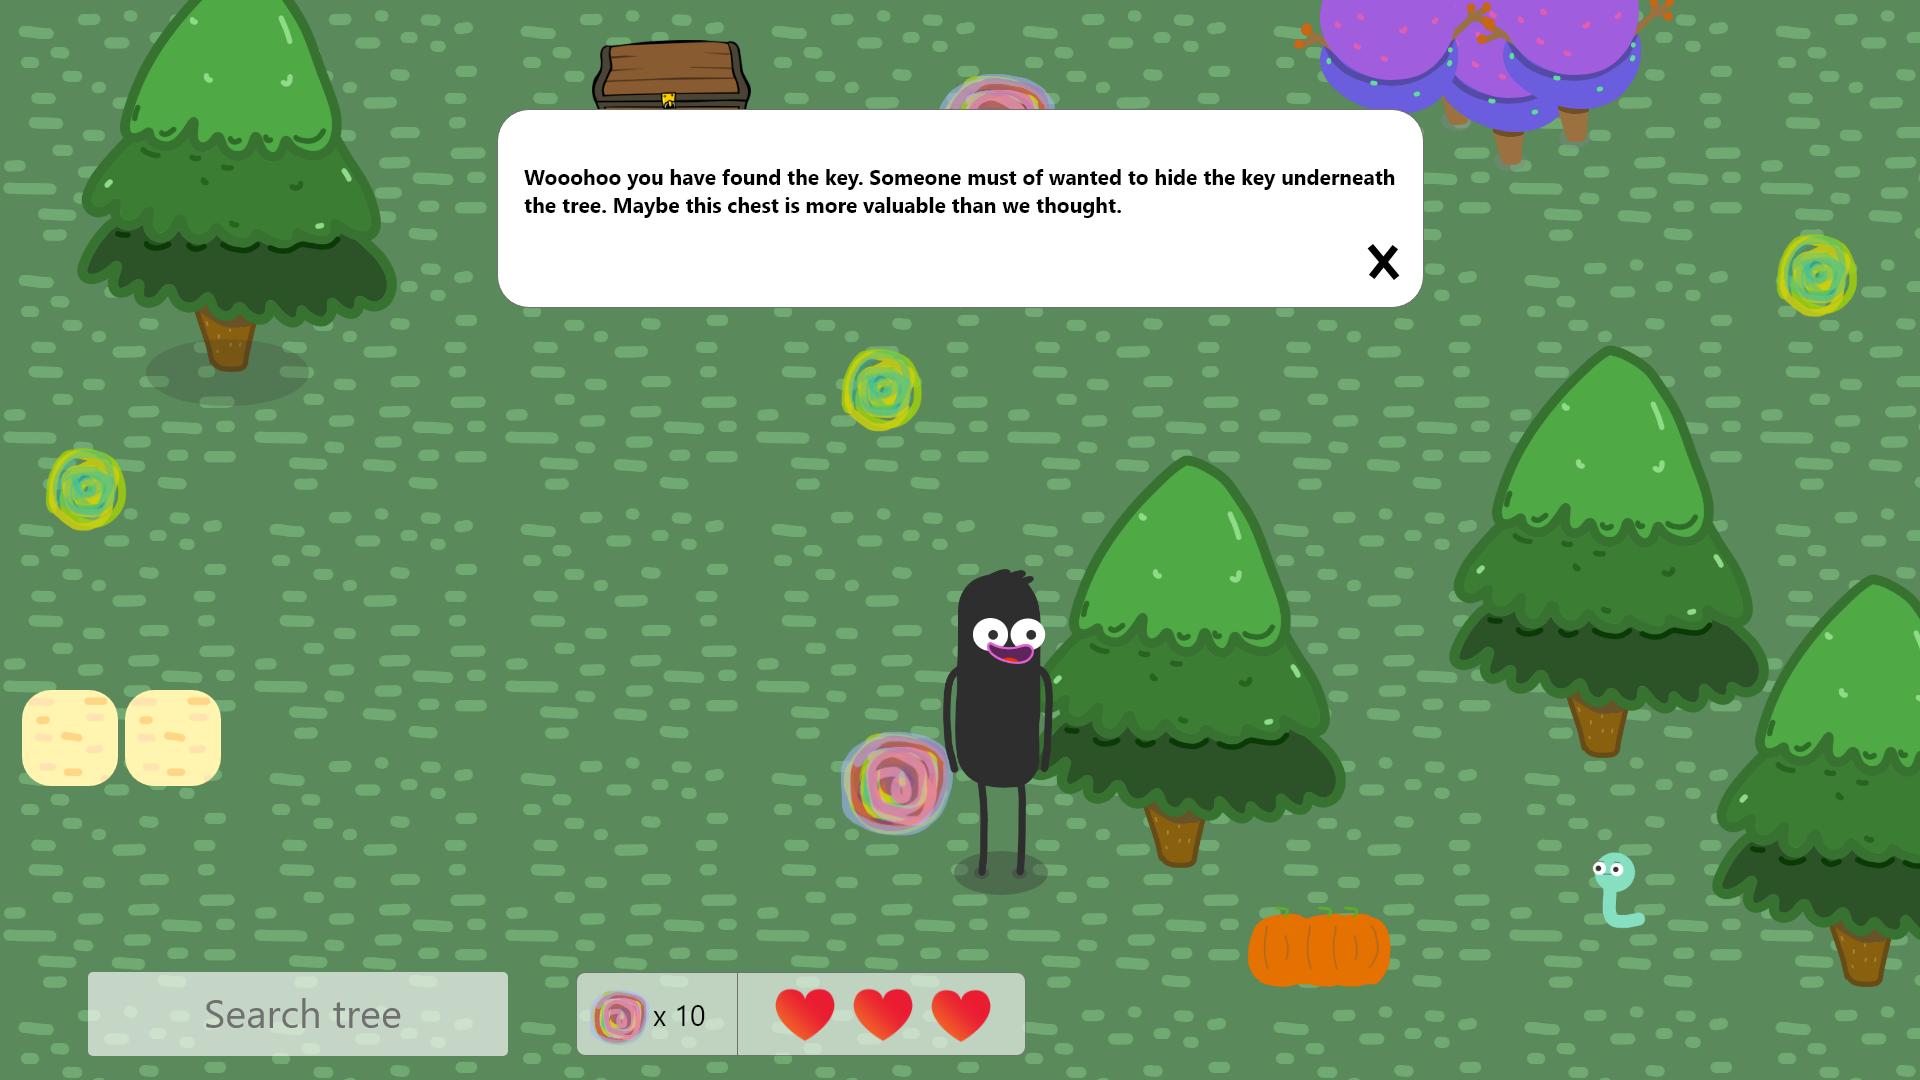 Wooohoo you have found the key. Someone must of wanted to hide the key underneath
the tree. Maybe this chest is more valuable than we thought.
X
Search tree
x 10